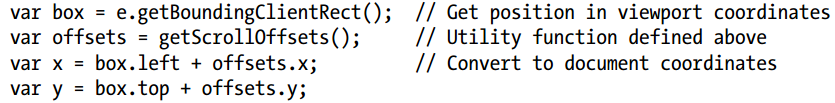 var box = e.getBoundingClientRect();  // Get position in viewport coordinates
var offsets = getScrollOffsets();     // Utility function defined above
var x = box.left + offsets.x;         // Convert to document coordinates
var y = box.top + offsets.y;